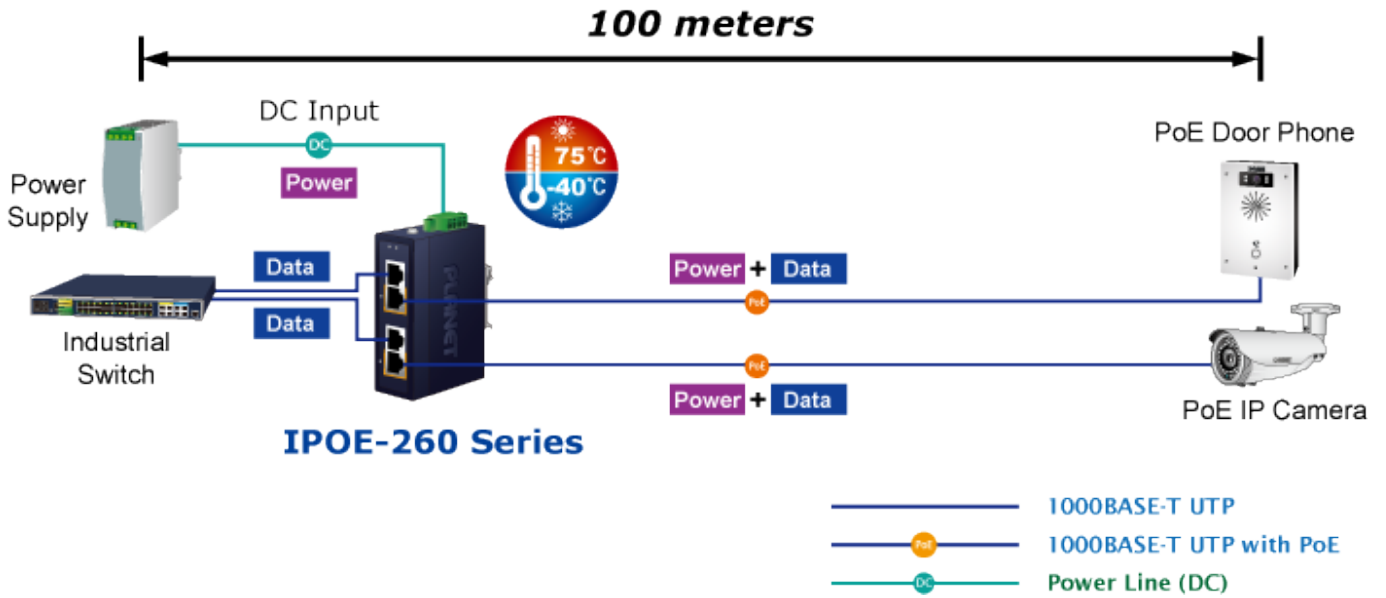 100 meters
DC Input
DC
Power
75°C
-40°C
PoE Door Phone
Power
Supply
Data
Data
Industrial
Switch
PLANET
Power + Data
PoE
PoE
Power + Data
PoE IP Camera
IPOE-260 Series
1000BASE-T UTP
PoE
1000BASE-T UTP with PoE
DC
Power Line (DC)